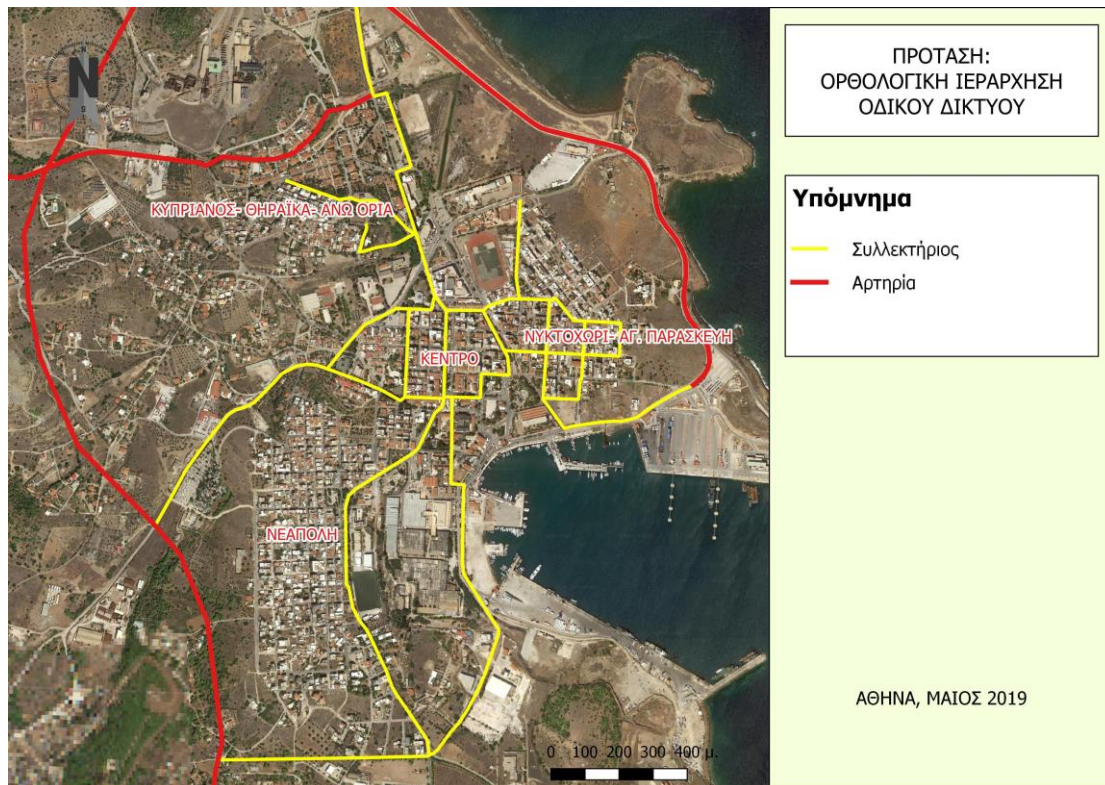 ΠΡΟΤΑΣΗ:
ΟΡΘΟΛΟΓΙΚΗ ΙΕΡΑΡΧΗΣΗ
ΟΔΙΚΟΥ ΔΙΚΤΥΟΥ
Υπόμνημα
Συλλεκτήριος
Αρτηρία
N
ΚΥΠΡΙΑΝΟΣ- ΘΗΡΑΪΚΑ- ΑΝΩ ΟΡΙΑ
ΝΥΚΤΟΧΩΡΙ- ΑΓ. ΠΑΡΑΣΚΕΥΗ
ΚΕΝΤΡΟ
ΝΕΑΠΟΛΗ
ΑΘΗΝΑ, ΜΑΙΟΣ 2019
0 100 200 300 400 μ.